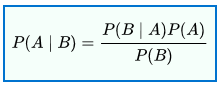 P(A | B) = P(B | A)P(A) / P(B)